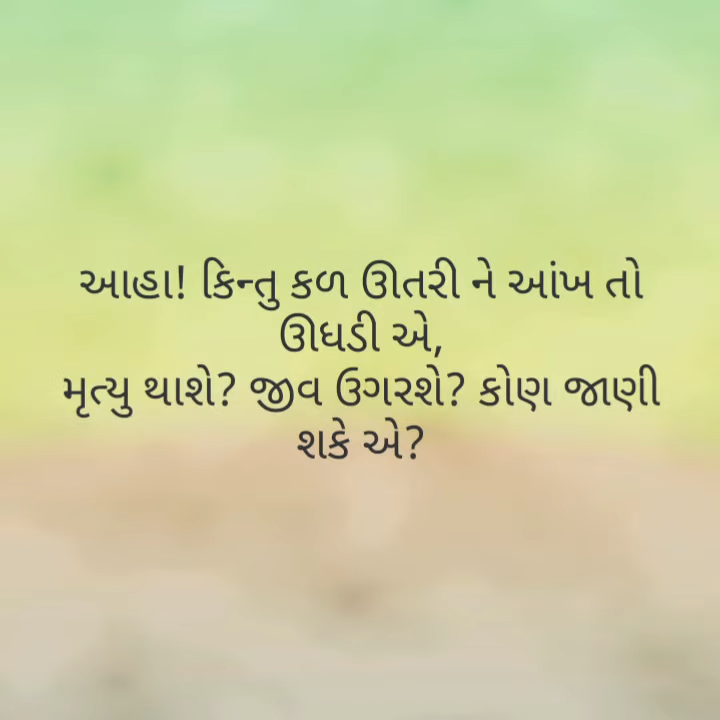 આહા! કિન્તુ કળ ઊતરી ને આંખ તો
ઊઘડી એ,
મૃત્યુ થાશે? જીવ ઉગરશે? કોણ જાણી
શકે એ?